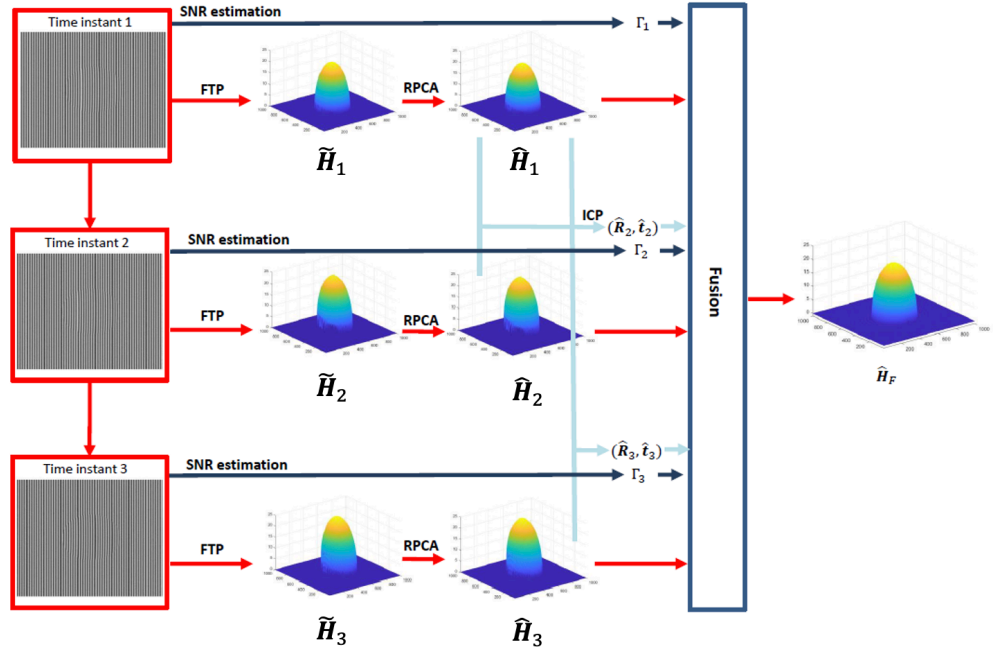 Time instant 1
SNR estimation
Γ₁
FTP
RPCA
H̃₁
Ĥ₁
ICP
(R̂₂, t̂₂)
Time instant 2
SNR estimation
Γ₂
FTP
RPCA
H̃₂
Ĥ₂
Fusion
Ĥ_F
(R̂₃, t̂₃)
Time instant 3
SNR estimation
Γ₃
FTP
RPCA
H̃₃
Ĥ₃